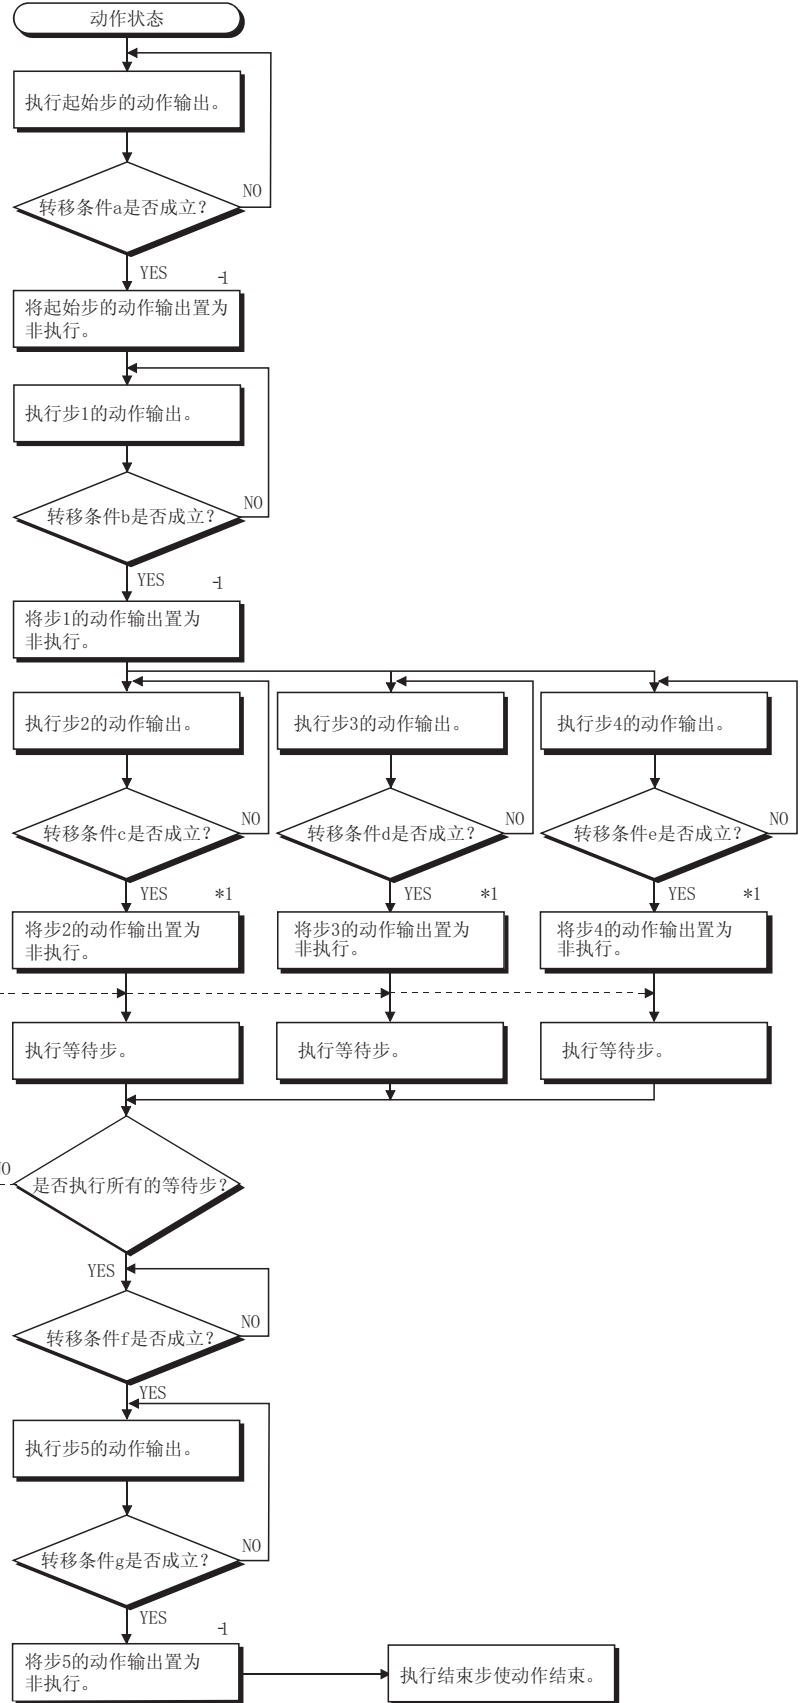 动作状态
执行起始步的动作输出。
转移条件a是否成立？
NO
YES
-1
将起始步的动作输出置为
非执行。
执行步1的动作输出。
转移条件b是否成立？
NO
YES
-1
将步1的动作输出置为
非执行。
执行步2的动作输出。
执行步3的动作输出。
执行步4的动作输出。
转移条件c是否成立？
NO
转移条件d是否成立？
NO
转移条件e是否成立？
NO
YES
*1
YES
*1
YES
*1
将步2的动作输出置为
非执行。
将步3的动作输出置为
非执行。
将步4的动作输出置为
非执行。
执行等待步。
执行等待步。
执行等待步。
NO
是否执行所有的等待步？
YES
转移条件f是否成立？
NO
YES
执行步5的动作输出。
转移条件g是否成立？
NO
YES
-1
将步5的动作输出置为
非执行。
执行结束步使动作结束。